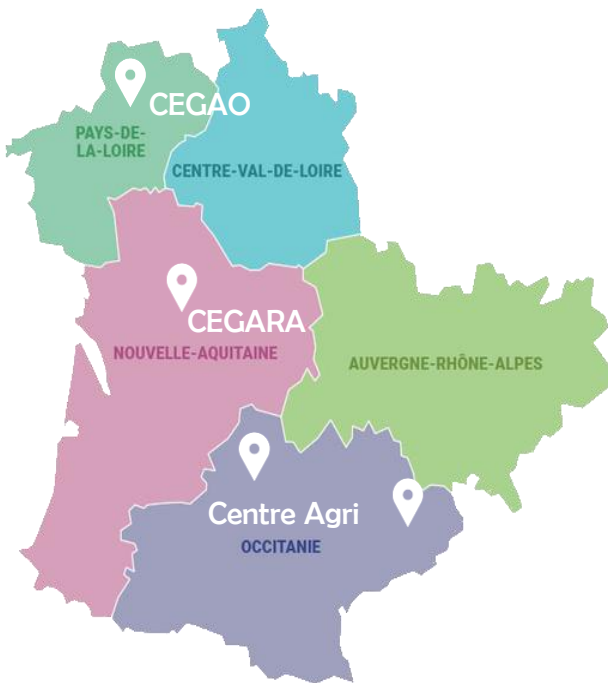 CEGAO
PAYS-DE-
LA-LOIRE
CENTRE-VAL-DE-LOIRE
CEGARA
NOUVELLE-AQUITAINE
AUVERGNE-RHÔNE-ALPES
Centre Agri
OCCITANIE